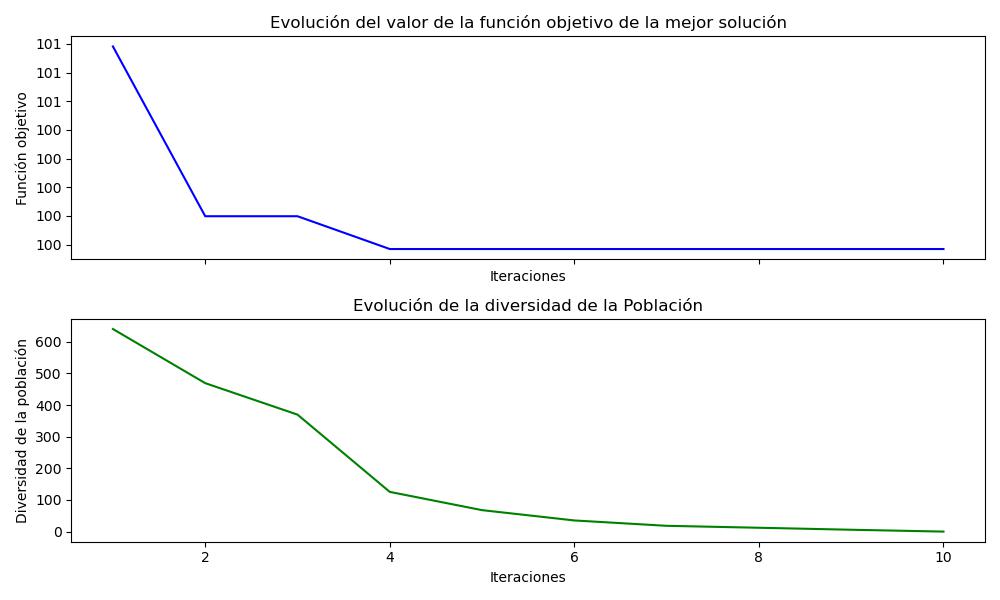 Evolución del valor de la función objetivo de la mejor solución
Función objetivo
101
101
101
100
100
100
100
100
Iteraciones
Evolución de la diversidad de la Población
Diversidad de la población
600
500
400
300
200
100
0
2 4 6 8 10
Iteraciones